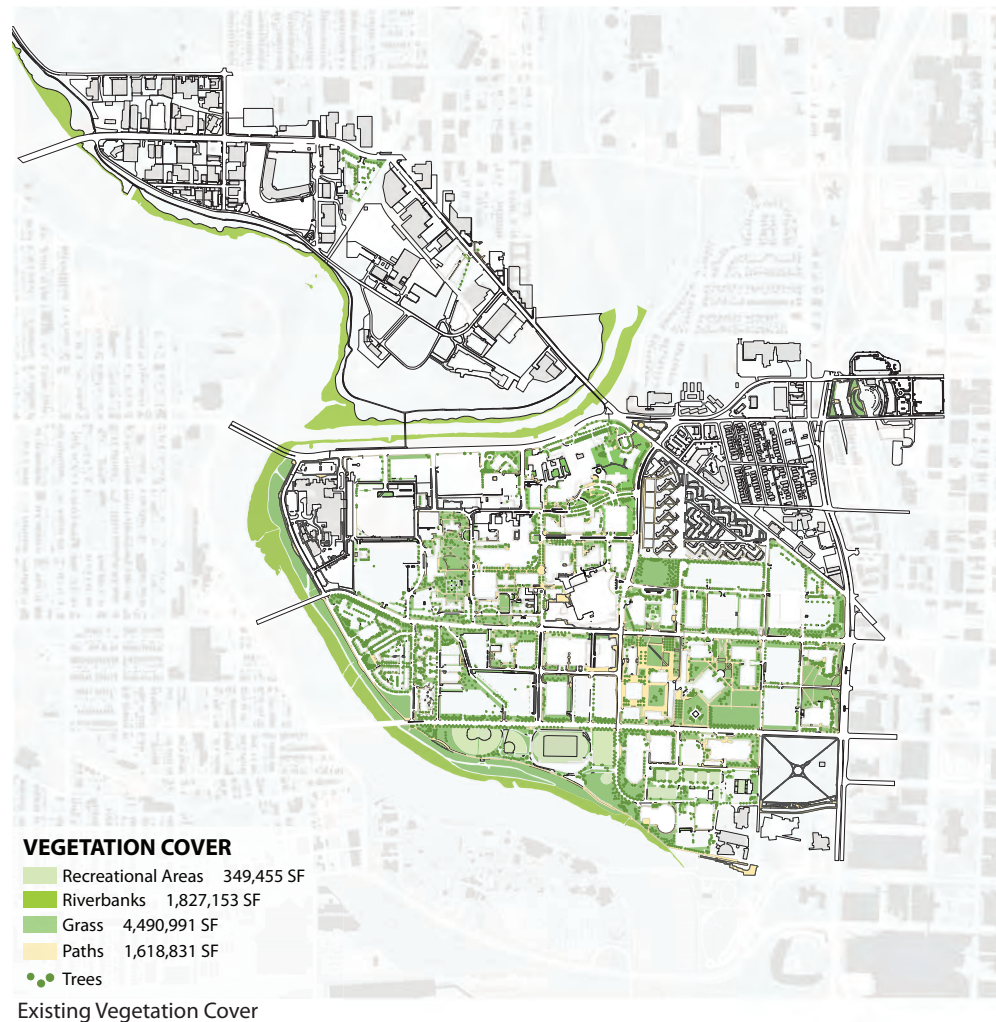 VEGETATION COVER
Recreational Areas 349,455 SF
Riverbanks 1,827,153 SF
Grass 4,490,991 SF
Paths 1,618,831 SF
Trees
Existing Vegetation Cover